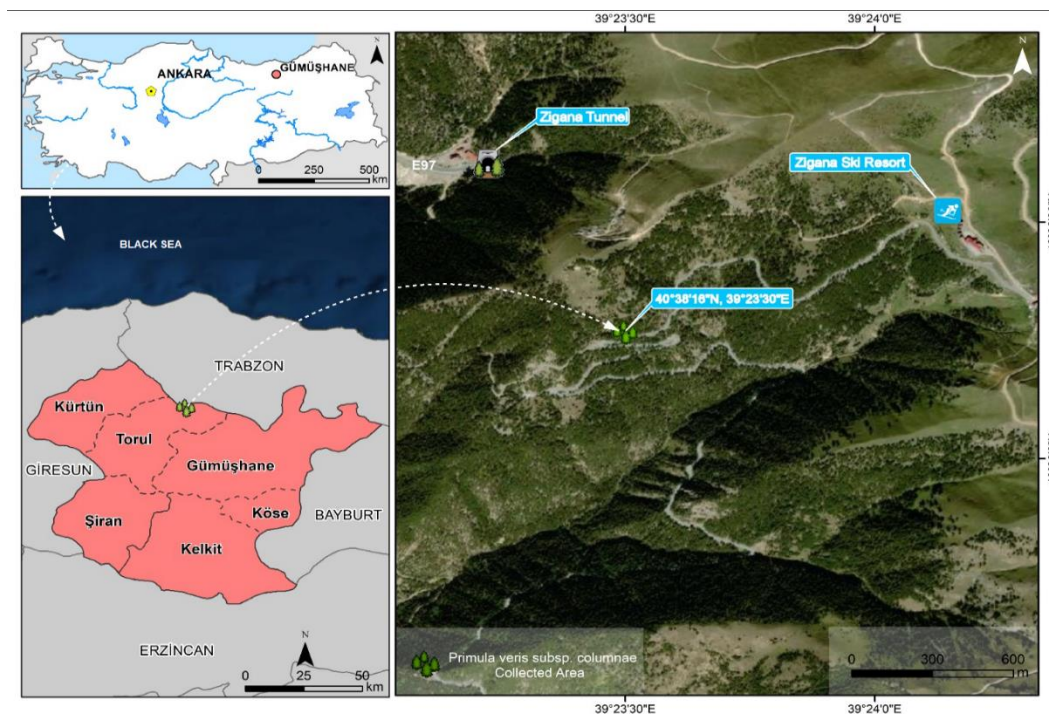 39°23'30"E
39°24'0"E
N
ANKARA
GÜMÜŞHANE
0 250 500
km
BLACK SEA
TRABZON
Kürtün
Torul
GİRESUN
Gümüşhane
Şiran
Köse
BAYBURT
Kelkit
ERZİNCAN
N
0 25 50
km
N
Zigana Tunnel
E97
Zigana Ski Resort
40°38'16"N, 39°23'30"E
Primula veris subsp. columnae
Collected Area
0 300 600
m
39°23'30"E
39°24'0"E